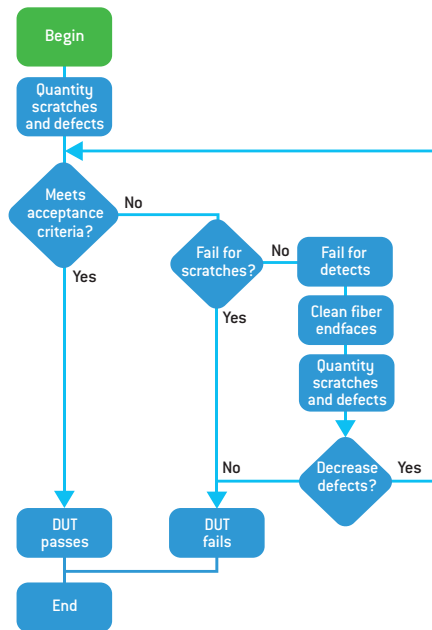 Begin
Quantity
scratches
and defects
Meets
acceptance
criteria?
No
Yes
Fail for
scratches?
No
Yes
Fail for
detects
Clean fiber
endfaces
Quantity
scratches
and defects
Decrease
defects?
No
Yes
DUT
passes
DUT
fails
End